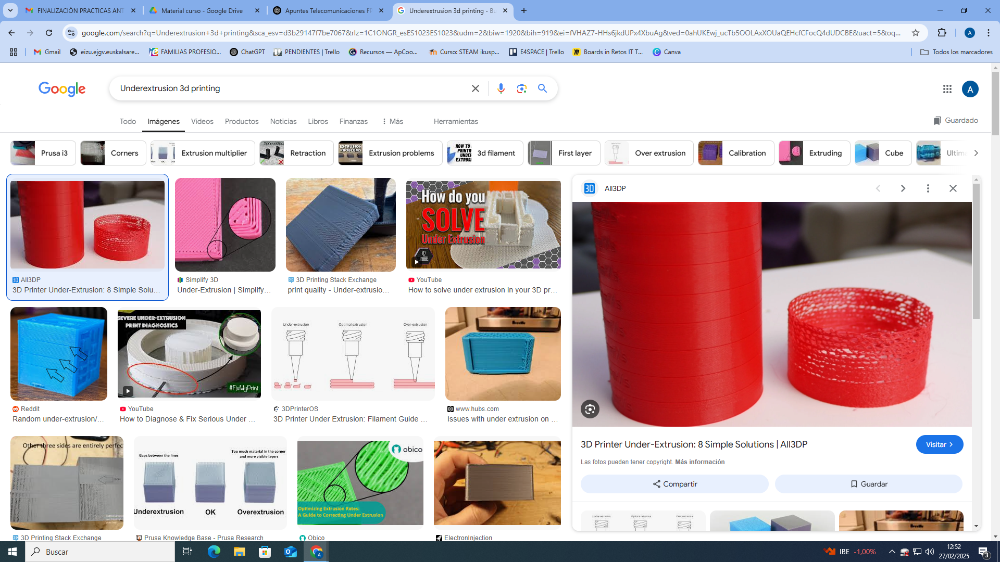 FINALIZACIÓN PRACTICAS ANT
Material curso - Google Drive
Apuntes Telecomunicaciones FP
Underextrusion 3d printing - Bu
google.com/search?q=Underextrusion+3d+printing&sca_esv=d3b29147f7be7067&rlz=1C1ONGR_esES1023ES1023&udm=2&biw=1920&bih=919&ei=fVHAZ7-HHs6jkdUPx4XbuAg&ved=0ahUKEwj_ucTb5OOLAxXOUaQEHcfCFocQ4dUDCBE&uact=5&oq...
Gmail
eizu.ejgv.euskalsare...
FAMILIAS PROFESIO...
ChatGPT
PENDIENTES | Trello
Recursos — ApCoo...
Curso: STEAM ikusp...
E4SPACE | Trello
Boards in Retos IT T...
Canva
Todos los marcadores
Google
Underextrusion 3d printing
A
Todo
Imágenes
Vídeos
Productos
Noticias
Libros
Finanzas
Más
Herramientas
Guardado
Prusa i3
Corners
Extrusion multiplier
Retraction
Extrusion problems
3d filament
First layer
Over extrusion
Calibration
Extruding
Cube
Ultim
How do you
SOLVE
Under Extrusion
All3DP
3D Printer Under-Extrusion: 8 Simple Solu...
Simplify 3D
Under-Extrusion | Simplify...
3D Printing Stack Exchange
print quality - Under-extrusio...
YouTube
How to solve under extrusion in your 3D pr...
SEVERE UNDER-EXTRUSION
PRINT DIAGNOSTICS
#FixMyPrint
Under-extrusion
Optimal extrusion
Over-extrusion
Reddit
Random under-extrusion/...
YouTube
How to Diagnose & Fix Serious Under ...
3DPrinterOS
3D Printer Under Extrusion: Filament Guide ...
www.hubs.com
Issues with under extrusion on ...
Other three sides are entirely perfec
Gaps between the lines
Too much material in the corner
and more visible layers
Underextrusion
OK
Overextrusion
obico
Optimizing Extrusion Rates:
A Guide to Correcting Under Extrusion
3D Printing Stack Exchange
Prusa Knowledge Base - Prusa Research
Obico
ElectronInjection
3D
All3DP
3D Printer Under-Extrusion: 8 Simple Solutions | All3DP
Visitar
Las fotos pueden tener copyright. Más información
Compartir
Guardar
Under-extrusion
Optimal extrusion
Over-extrusion
Buscar
IBE -1,00%
12:52
27/02/2025
3